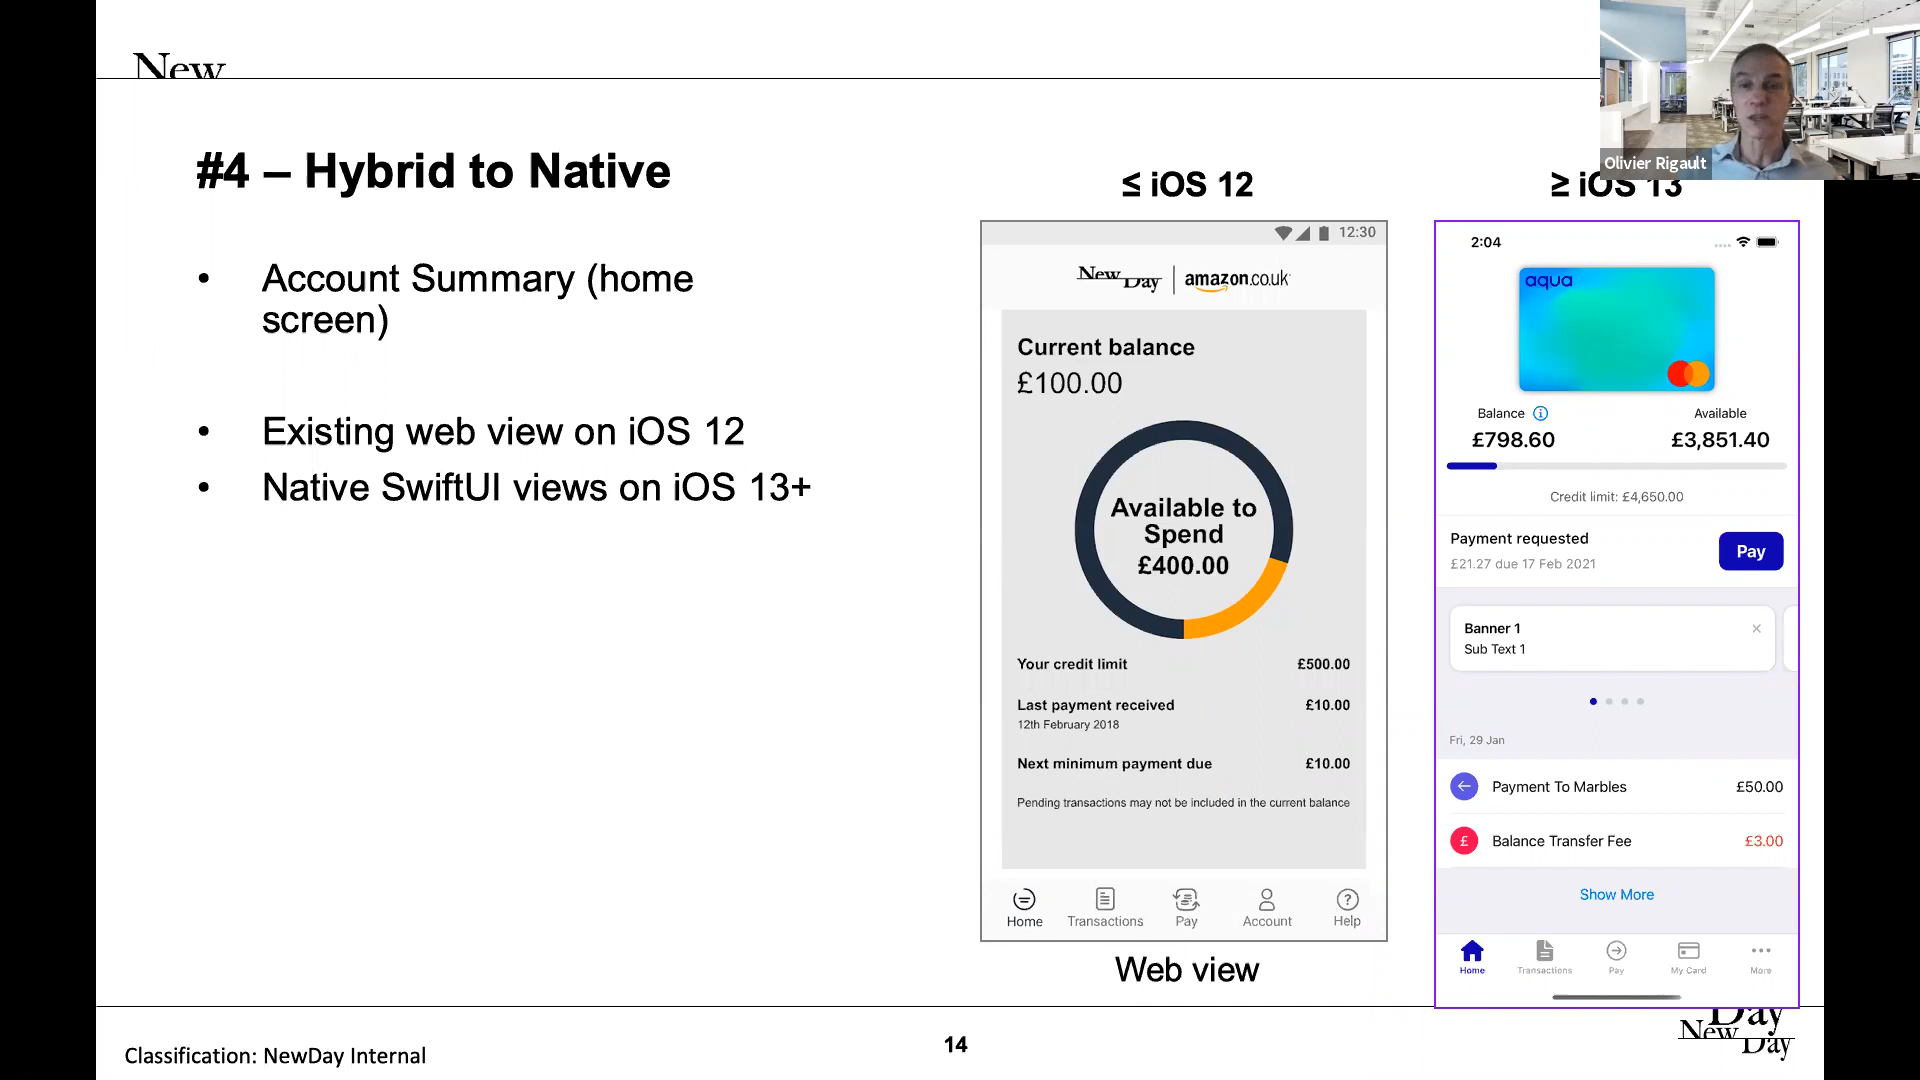 New
Olivier Rigault
#4 – Hybrid to Native
• Account Summary (home
screen)
• Existing web view on iOS 12
• Native SwiftUI views on iOS 13+
≤ iOS 12
12:30
New Day | amazon.co.uk
Current balance
£100.00
Available to
Spend
£400.00
Your credit limit £500.00
Last payment received £10.00
12th February 2018
Next minimum payment due £10.00
Pending transactions may not be included in the current balance
Home Transactions Pay Account Help
Web view
≥ iOS 13
2:04
aqua
Balance Available
£798.60 £3,851.40
Credit limit: £4,650.00
Payment requested
£21.27 due 17 Feb 2021
Pay
Banner 1
Sub Text 1
Fri, 29 Jan
Payment To Marbles £50.00
£ Balance Transfer Fee £3.00
Show More
Home Transactions Pay My Card More
Classification: NewDay Internal
14
Day
New Day